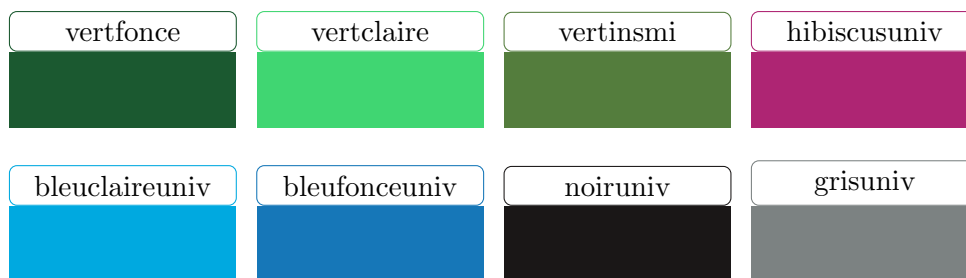 vertfonce
vertclaire
vertinsmi
hibiscusuniv
bleuclaireuniv
bleufonceuniv
noiruniv
grisuniv